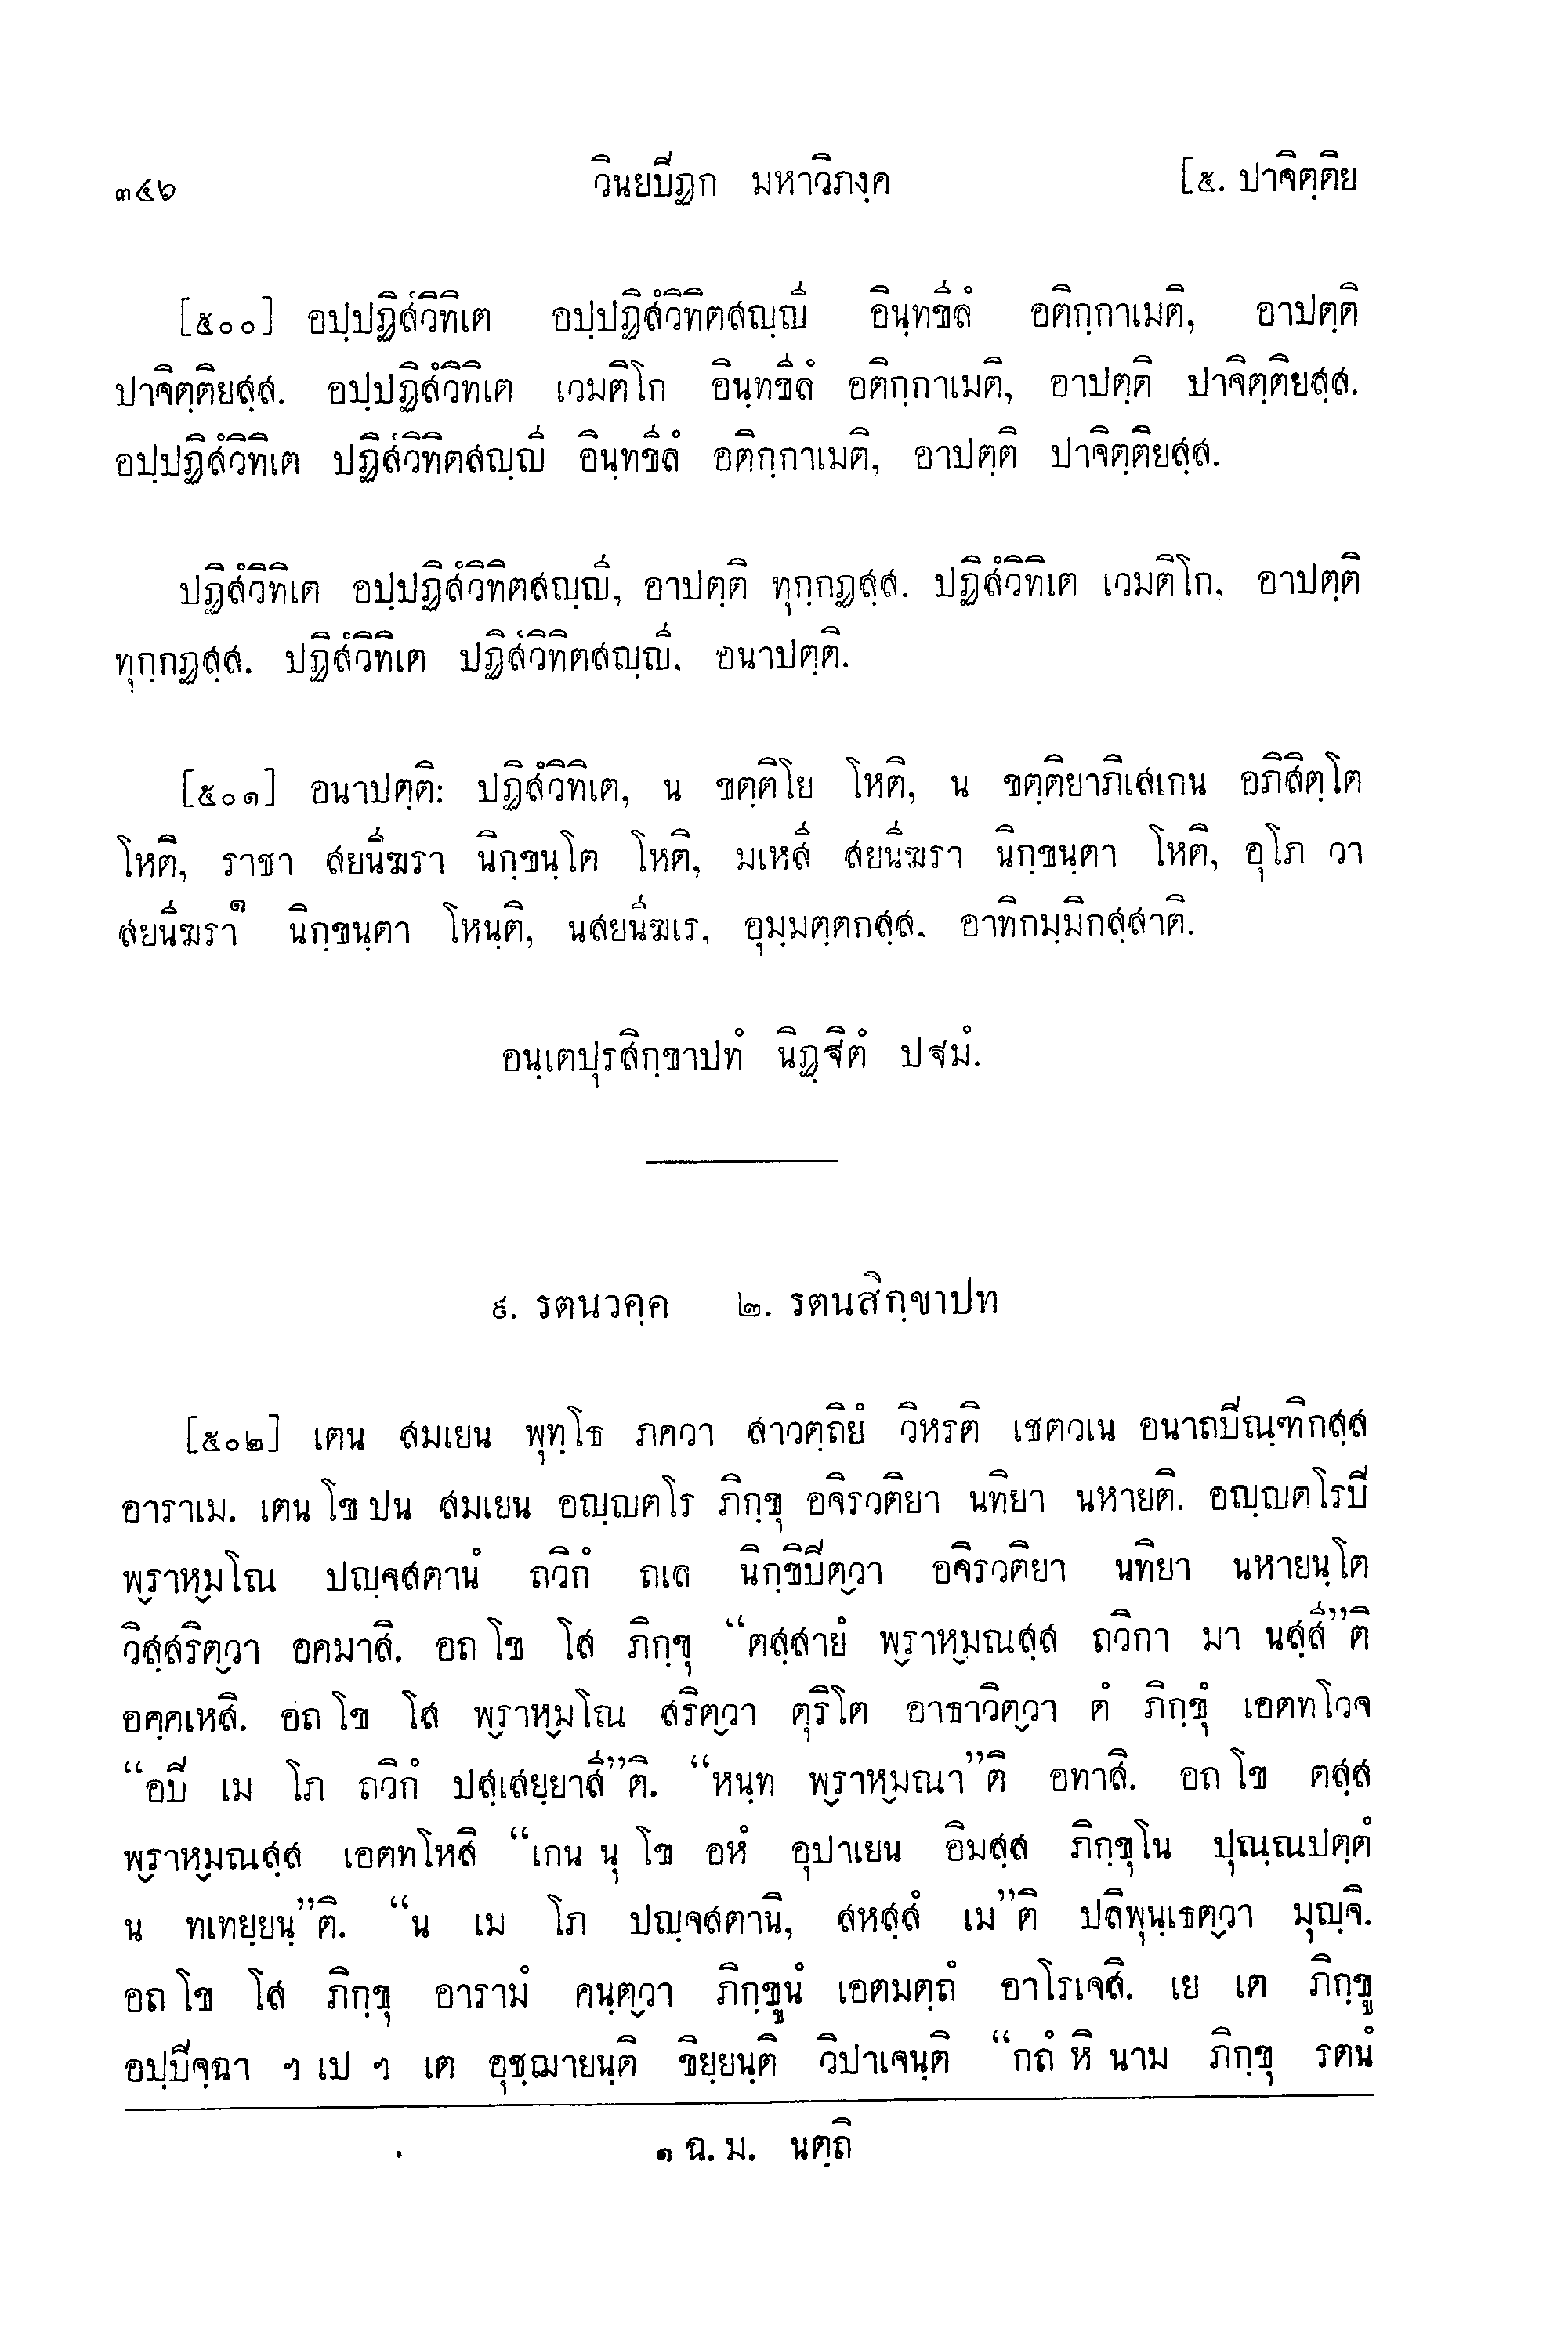 ๓๔๖ วินยปิฏก มหาวิภงฺค [๕. ปาจิตฺติย
[๕๐๐] อปฺปฏิสํวิทิเต อปฺปฏิสํวิทิตสญฺญี อินฺทขีลํ อติกฺกาเมติ, อาปตฺติ
ปาจิตฺติยสฺส. อปฺปฏิสํวิทิเต เวมติโก อินฺทขีลํ อติกฺกาเมติ, อาปตฺติ ปาจิตฺติยสฺส.
อปฺปฏิสํวิทิเต ปฏิสํวิทิตสญฺญี อินฺทขีลํ อติกฺกาเมติ, อาปตฺติ ปาจิตฺติยสฺส.
ปฏิสํวิทิเต อปฺปฏิสํวิทิตสญฺญี, อาปตฺติ ทุกฺกฏสฺส. ปฏิสํวิทิเต เวมติโก, อาปตฺติ
ทุกฺกฏสฺส. ปฏิสํวิทิเต ปฏิสํวิทิตสญฺญี, อนาปตฺติ.
[๕๐๑] อนาปตฺติ: ปฏิสํวิทิเต, น ขตฺติโย โหติ, น ขตฺติยาภิเสเกน อภิสิตฺโต
โหติ, ราชา สยนิฆรา นิกฺขนฺโต โหติ, มเหสี สยนิฆรา นิกฺขนฺตา โหติ, อุโภ วา
สยนิฆรา๑ นิกฺขนฺตา โหนฺติ, นสยนิฆเร, อุมฺมตฺตกสฺส, อาทิกมฺมิกสฺสาติ.
อนฺเตปุรสิกฺขาปทํ นิฏฺฐิตํ ปฐมํ.
๙. รตนวคฺค ๒. รตนสิกฺขาปท
[๕๐๒] เตน สมเยน พุทฺโธ ภควา สาวตฺถิยํ วิหรติ เชตวเน อนาถปิณฺฑิกสฺส
อาราเม. เตน โข ปน สมเยน อญฺญตโร ภิกฺขุ อจิรวติยา นทิยา นหายติ. อญฺญตโรปิ
พฺราหฺมโณ ปญฺจสตานํ ถวิกํ ถเล นิกฺขิปิตฺวา อจิรวติยา นทิยา นหายนฺโต
วิสฺสริตฺวา อคมาสิ. อถ โข โส ภิกฺขุ “ตสฺสายํ พฺราหฺมณสฺส ถวิกา มา นสฺสี”ติ
อคฺคเหสิ. อถ โข โส พฺราหฺมโณ สริตฺวา ตุริโต อาธาวิตฺวา ตํ ภิกฺขุํ เอตทโวจ
“อปิ เม โภ ถวิกํ ปสฺเสยฺยาสี”ติ. “หนฺท พฺราหฺมณา”ติ อทาสิ. อถ โข ตสฺส
พฺราหฺมณสฺส เอตทโหสิ “เกน นุ โข อหํ อุปาเยน อิมสฺส ภิกฺขุโน ปุณฺณปตฺตํ
น ทเทยฺยนฺ”ติ. “น เม โภ ปญฺจสตานิ, สหสฺสํ เม”ติ ปลิพุนฺเธตฺวา มุญฺจิ.
อถ โข โส ภิกฺขุ อารามํ คนฺตฺวา ภิกฺขูนํ เอตมตฺถํ อาโรเจสิ. เย เต ภิกฺขู
อปฺปิจฺฉา ฯ เป ฯ เต อุชฺฌายนฺติ ขิยฺยนฺติ วิปาเจนฺติ “กถํ หิ นาม ภิกฺขุ รตนํ
๑ ฉ. ม. นตฺถิ